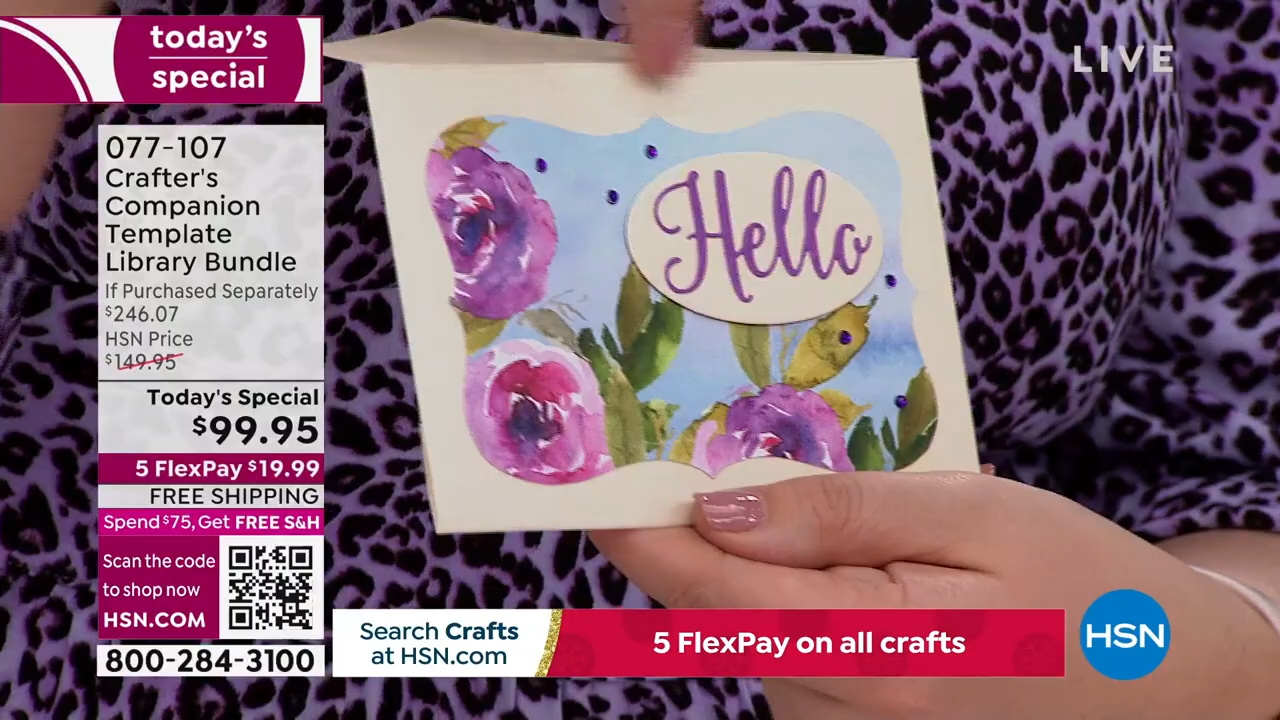 today's
special
LIVE
077-107
Crafter's
Companion
Template
Library Bundle
If Purchased Separately
$246.07
HSN Price
$149.95
Today's Special
$99.95
5 FlexPay $19.99
FREE SHIPPING
Spend $75, Get FREE S&H
Scan the code
to shop now
HSN.COM
800-284-3100
Hello
Search Crafts
at HSN.com
5 FlexPay on all crafts
HSN